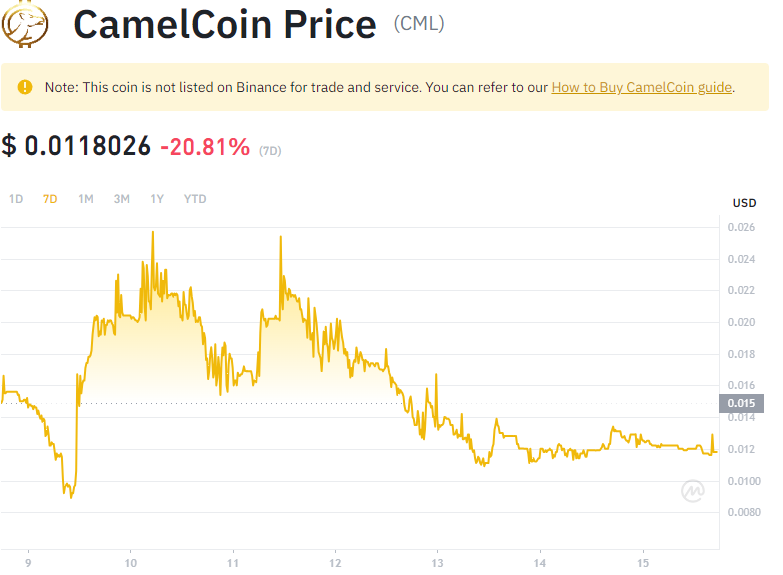 CamelCoin Price (CML)
Note: This coin is not listed on Binance for trade and service. You can refer to our How to Buy CamelCoin guide.
$ 0.0118026 -20.81% (7D)
1D 7D 1M 3M 1Y YTD
USD
0.026
0.024
0.022
0.020
0.018
0.016
0.015
0.014
0.012
0.0100
0.0080
9 10 11 12 13 14 15